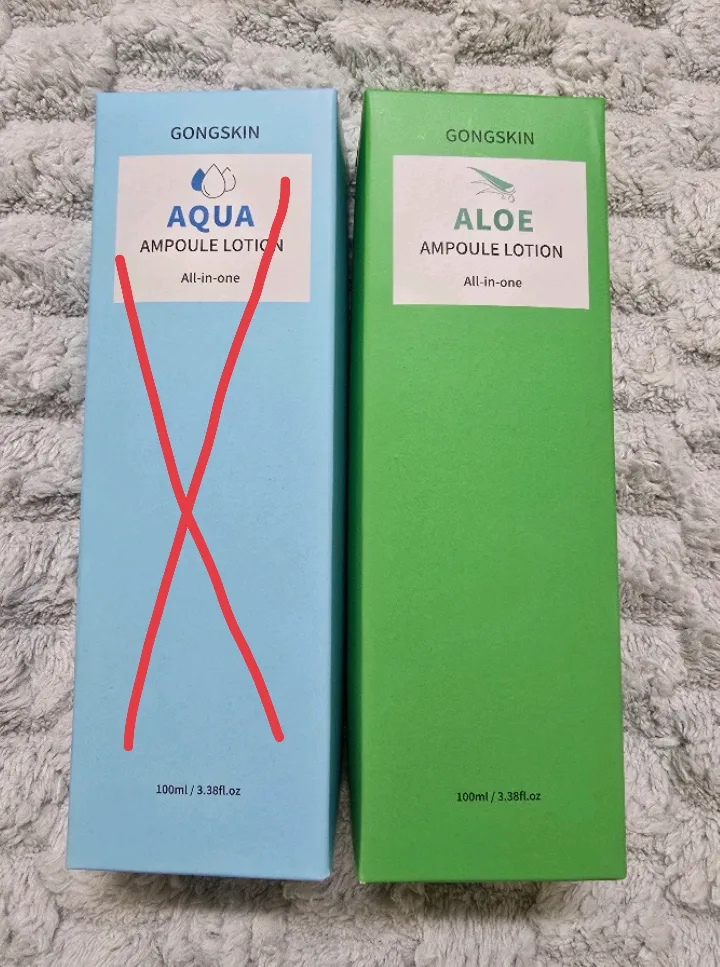 GONGSKIN
AQUA
AMPOULE LOTION
All-in-one
100ml / 3.38fl.oz
GONGSKIN
ALOE
AMPOULE LOTION
All-in-one
100ml / 3.38fl.oz